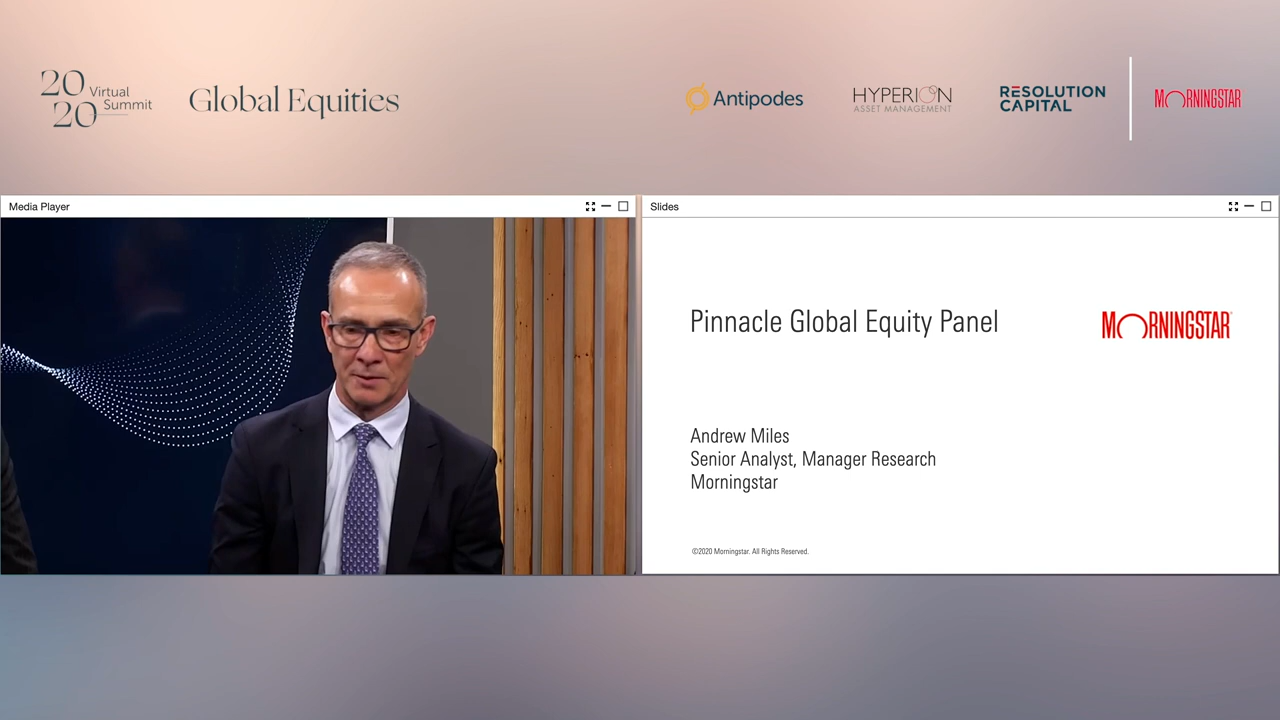 20
20
Virtual
Summit
Global Equities
Antipodes
HYPERION
ASSET MANAGEMENT
RESOLUTION
CAPITAL
MORNINGSTAR
Media Player
Slides
Pinnacle Global Equity Panel
MORNINGSTAR
Andrew Miles
Senior Analyst, Manager Research
Morningstar
©2020 Morningstar. All Rights Reserved.